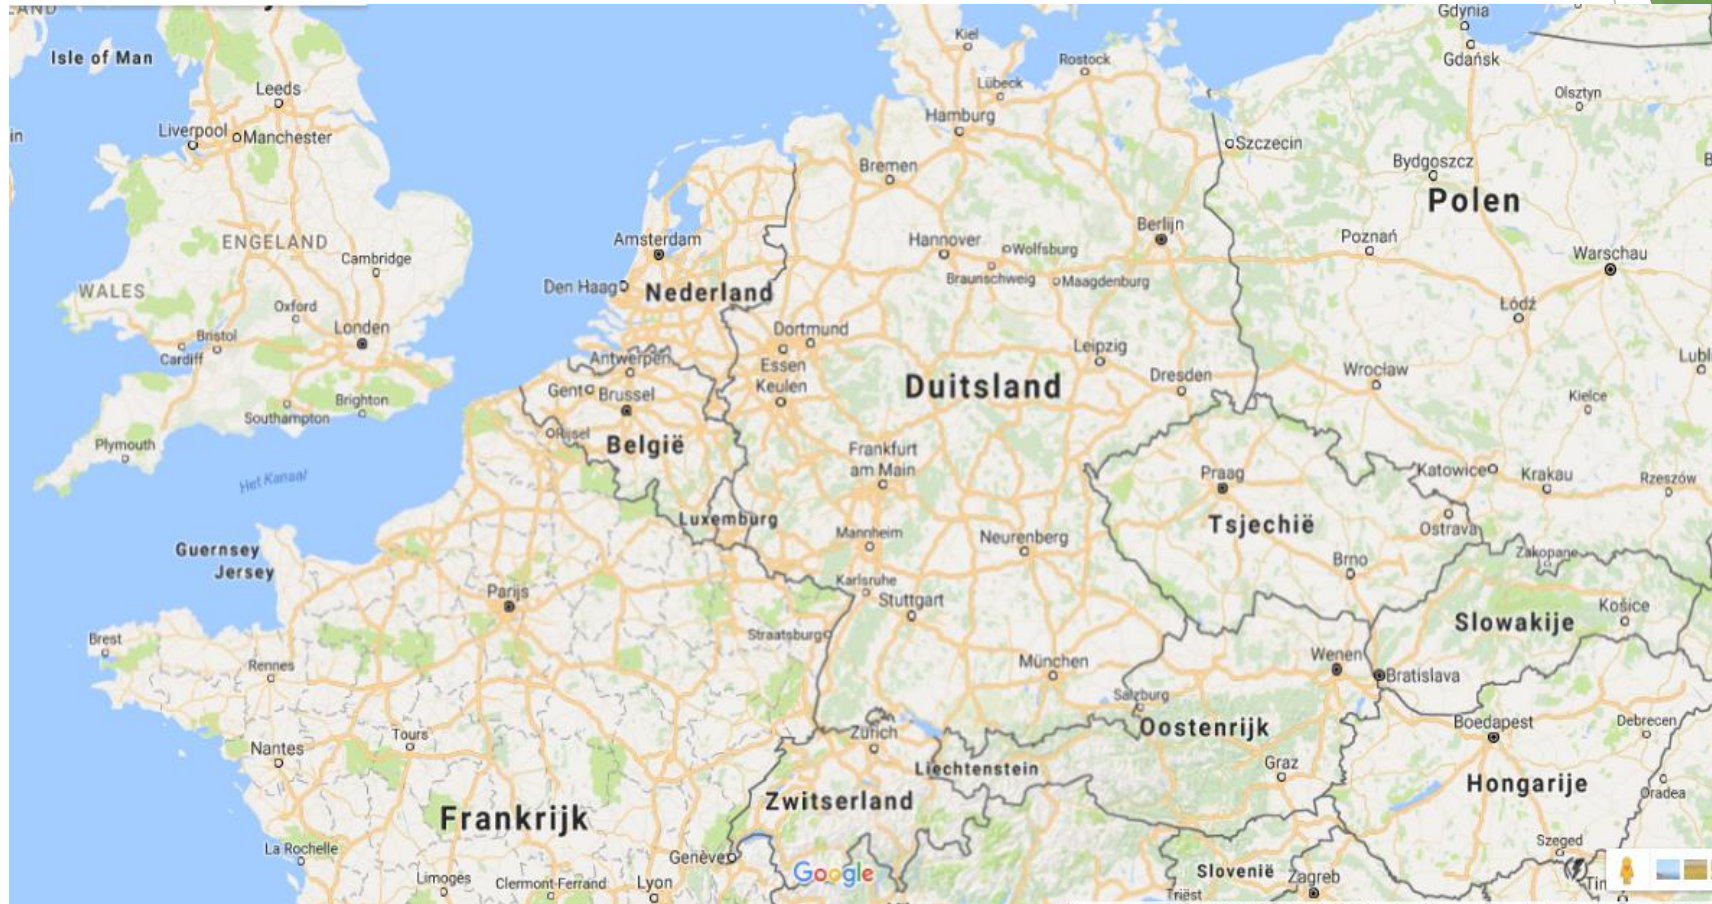 Isle of Man
Leeds
Liverpool
Manchester
ENGELAND
Cambridge
WALES
Oxford
Londen
Bristol
Cardiff
Southampton
Brighton
Plymouth
Het Kanaal
Guernsey
Jersey
Brest
Rennes
Nantes
Tours
La Rochelle
Limoges
Clermont-Ferrand
Lyon
Parijs
Frankrijk
Straatsburg
Genève
Rijsel
Amsterdam
Den Haag
Nederland
Antwerpen
Gent
Brussel
België
Luxemburg
Kiel
Lübeck
Rostock
Hamburg
Bremen
Hannover
Wolfsburg
Braunschweig
Maagdenburg
Berlijn
Dortmund
Essen
Keulen
Duitsland
Leipzig
Dresden
Frankfurt
am Main
Mannheim
Neurenberg
Karlsruhe
Stuttgart
München
Zürich
Zwitserland
Liechtenstein
Google
Salzburg
Oostenrijk
Wenen
Graz
Praag
Tsjechië
Brno
Ostrava
Gdynia
Gdańsk
Olsztyn
Szczecin
Bydgoszcz
Polen
Poznań
Warschau
Łódź
Wrocław
Kielce
Katowice
Krakau
Rzeszów
Zakopane
Slowakije
Košice
Bratislava
Boedapest
Debrecen
Hongarije
Oradea
Szeged
Slovenië
Zagreb
Triëst